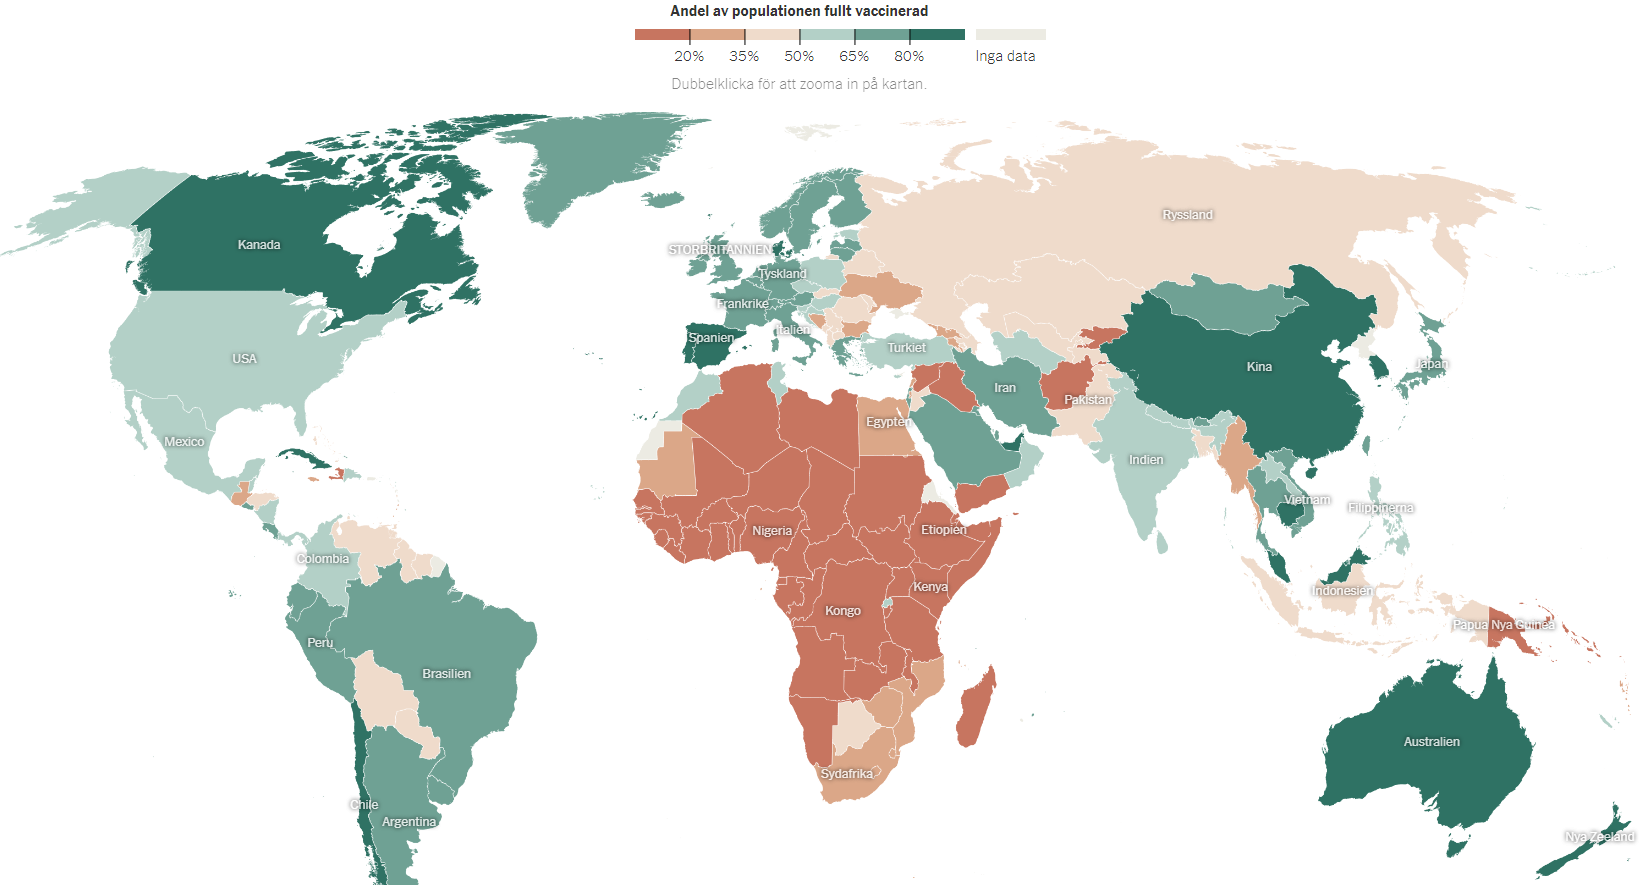 Andel av populationen fullt vaccinerad
20% 35% 50% 65% 80% Inga data
Dubbelklicka för att zooma in på kartan.
Ryssland
Kanada
STORBRITANNIEN
Tyskland
Frankrike
Italien
Spanien
Turkiet
USA
Kina
Japan
Iran
Pakistan
Egypten
Mexico
Indien
Vietnam
Filippinerna
Nigeria
Etiopien
Colombia
Kenya
Indonesien
Kongo
Papua Nya Guinea
Peru
Brasilien
Australien
Sydafrika
Chile
Argentina
Nya Zeeland